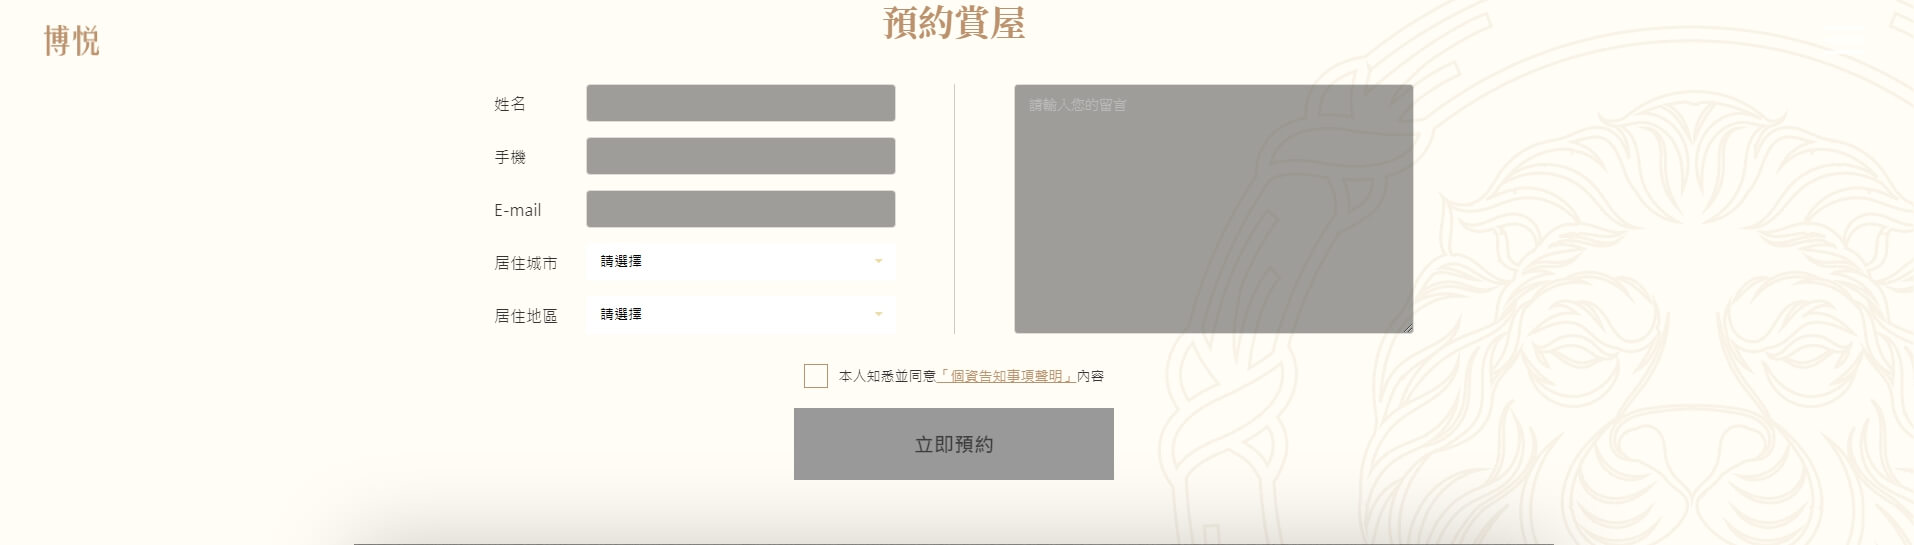 預約賞屋
博悦
姓名
手機
E-mail
居住城市 請選擇
居住地區 請選擇
請輸入您的留言
本人知悉並同意「個資告知事項聲明」內容
立即預約